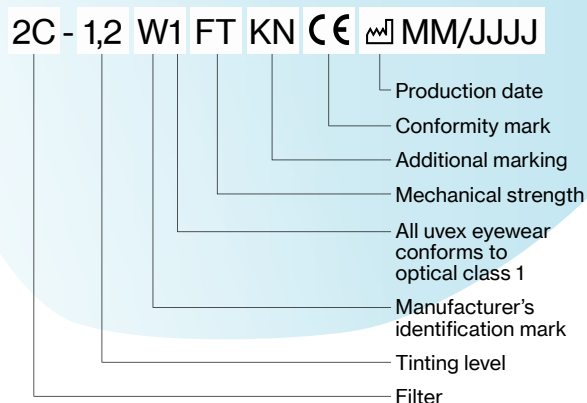 2C - 1,2 W1 FT KN CE MM/JJJJ
Production date
Conformity mark
Additional marking
Mechanical strength
All uvex eyewear
conforms to
optical class 1
Manufacturer's
identification mark
Tinting level
Filter